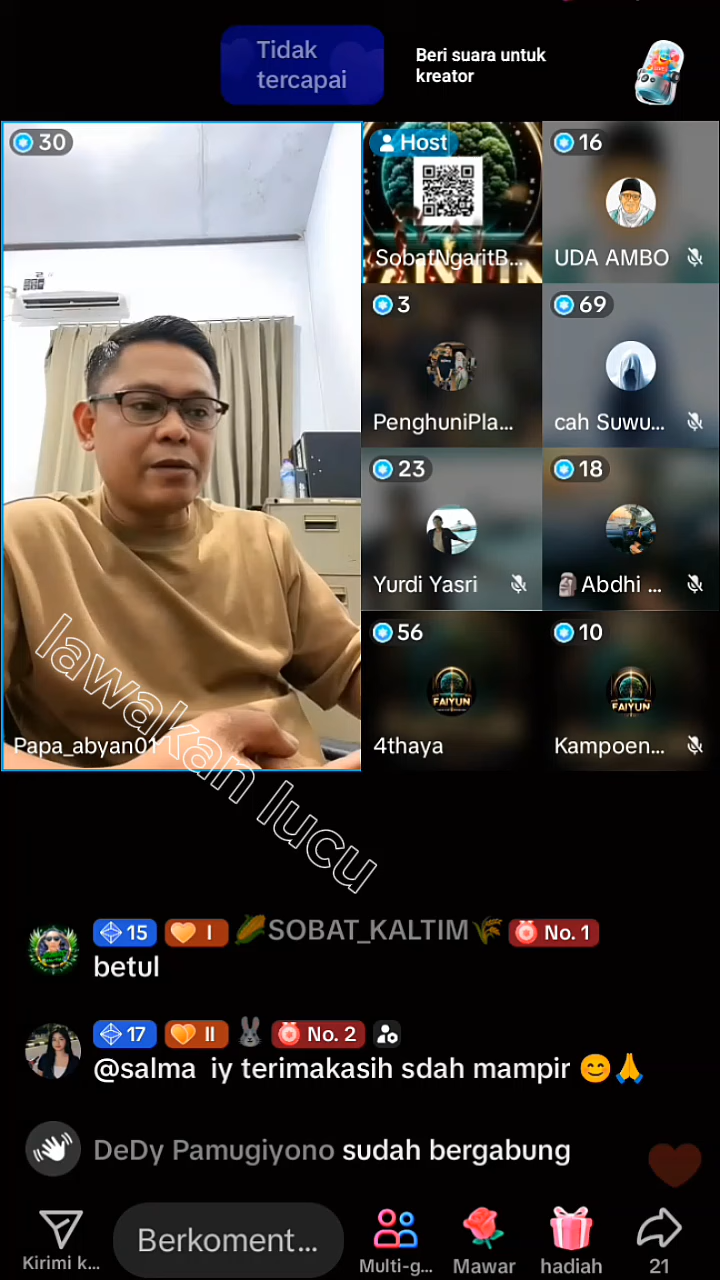 Tidak
tercapai
Beri suara untuk
kreator
30
Host
SobatNgaritB...
16
UDA AMBO
3
PenghuniPla...
69
cah Suwu...
23
Yurdi Yasri
18
🗿Abdhi ...
56
FAIYUN
4thaya
10
FAIYUN
Kampoen...
Papa_abyan01
lawakan lucu
15 I 🌽SOBAT_KALTIM🌾 No. 1
betul
17 II 🐰 No. 2
@salma iy terimakasih sdah mampir 😊🙏
DeDy Pamugiyono sudah bergabung
Kirimi k...
Berkoment...
Multi-g...
Mawar
hadiah
21